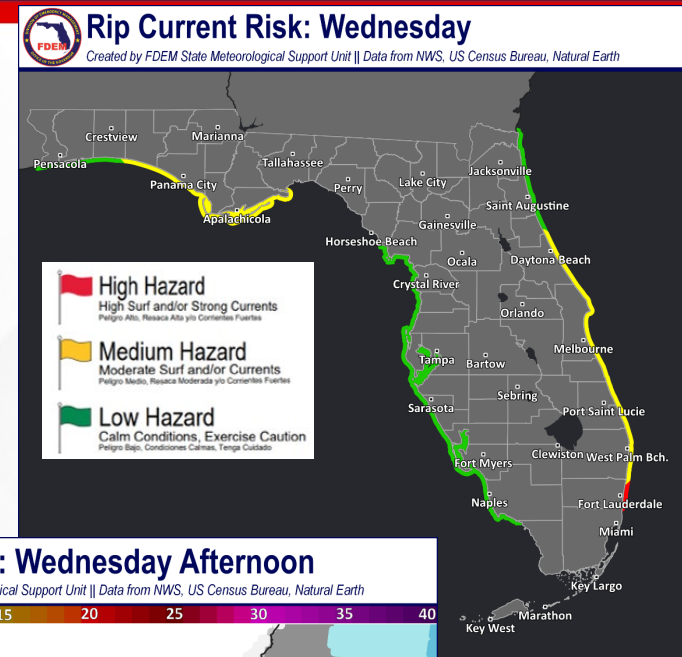 Rip Current Risk: Wednesday
FDEM
Created by FDEM State Meteorological Support Unit || Data from NWS, US Census Bureau, Natural Earth
Crestview
Marianna
Pensacola
Tallahassee
Jacksonville
Panama City
Perry
Lake City
Apalachicola
Saint Augustine
Gainesville
Horseshoe Beach
Ocala
Daytona Beach
Crystal River
High Hazard
High Surf and/or Strong Currents
Peligro Alto, Resaca Alta y/o Corrientes Fuertes
Medium Hazard
Moderate Surf and/or Currents
Peligro Medio, Resaca Moderada y/o Corrientes Fuertes
Low Hazard
Calm Conditions, Exercise Caution
Peligro Bajo, Condiciones Calmas, Tenga Cuidado
Orlando
Melbourne
Tampa
Bartow
Sebring
Sarasota
Port Saint Lucie
Clewiston
West Palm Bch.
Fort Myers
Naples
Fort Lauderdale
Miami
Key Largo
Marathon
Key West
: Wednesday Afternoon
ical Support Unit || Data from NWS, US Census Bureau, Natural Earth
15 20 25 30 35 40